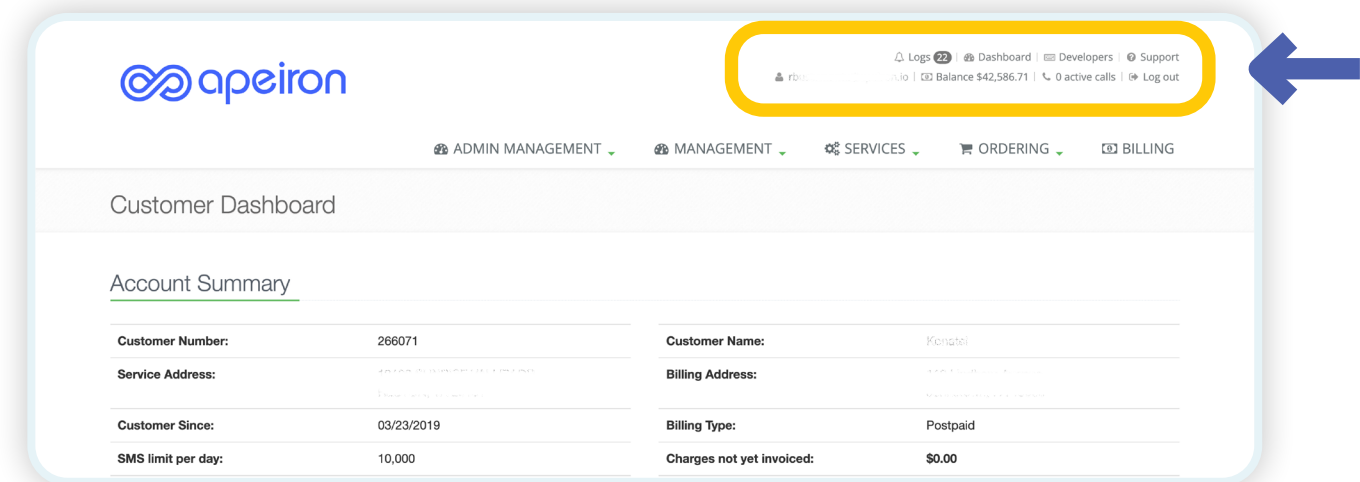 apeiron
Logs 22 | Dashboard | Developers | Support
Balance $42,586.71 | 0 active calls | Log out
ADMIN MANAGEMENT MANAGEMENT SERVICES ORDERING BILLING
Customer Dashboard
Account Summary
Customer Number: 266071 Customer Name:
Service Address: Billing Address:
Customer Since: 03/23/2019 Billing Type: Postpaid
SMS limit per day: 10,000 Charges not yet invoiced: $0.00